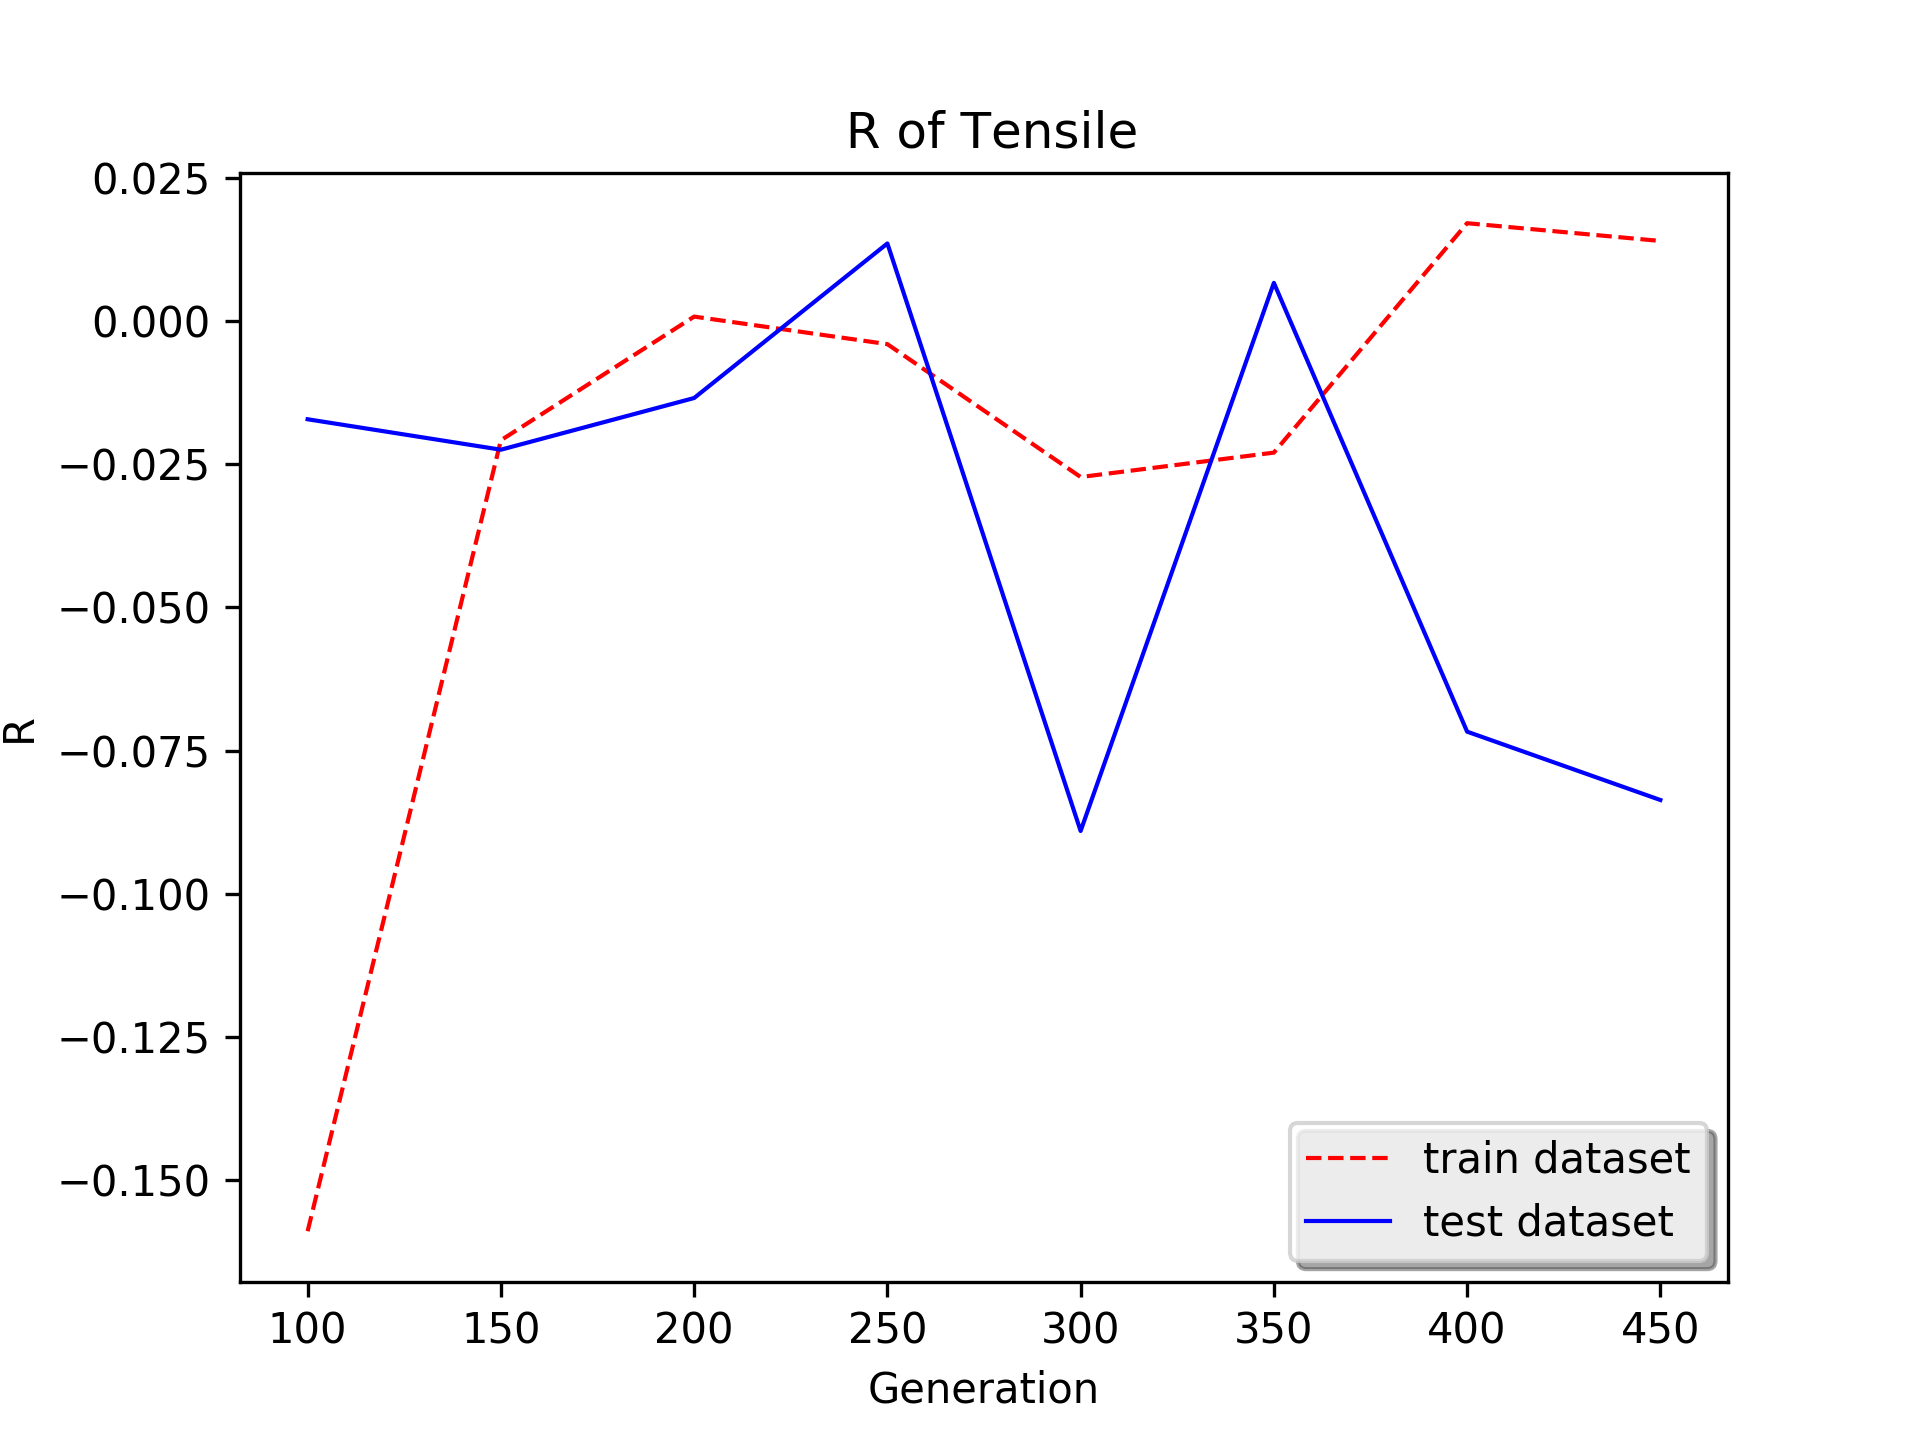 R of Tensile
0.025
0.000
−0.025
−0.050
−0.075
−0.100
−0.125
−0.150
R
100 150 200 250 300 350 400 450
Generation
train dataset
test dataset